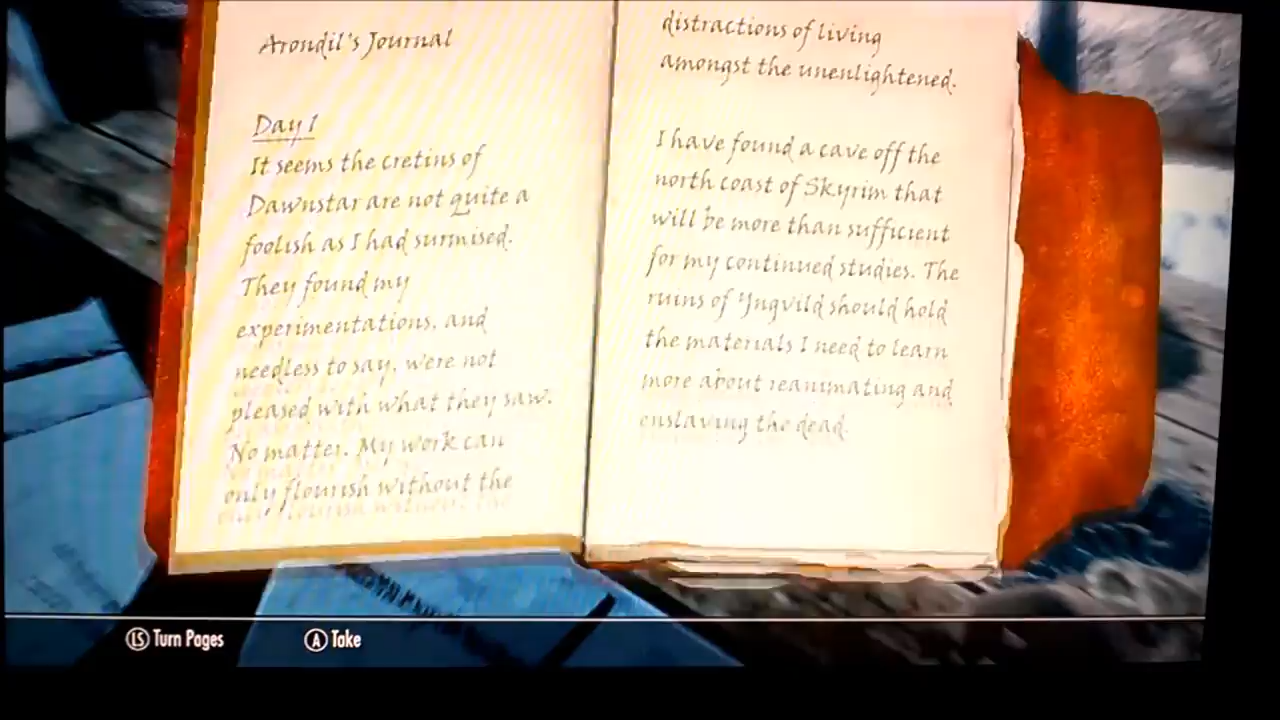 Arondil's Journal
Day 1
It seems the cretins of
Dawnstar are not quite a
foolish as I had surmised.
They found my
experimentations, and
needless to say, were not
pleased with what they saw.
No matter. My work can
only flourish without the
distractions of living
amongst the unenlightened.
I have found a cave off the
north coast of Skyrim that
will be more than sufficient
for my continued studies. The
ruins of Yngvild should hold
the materials I need to learn
more about reanimating and
enslaving the dead.
LS Turn Pages
A Take